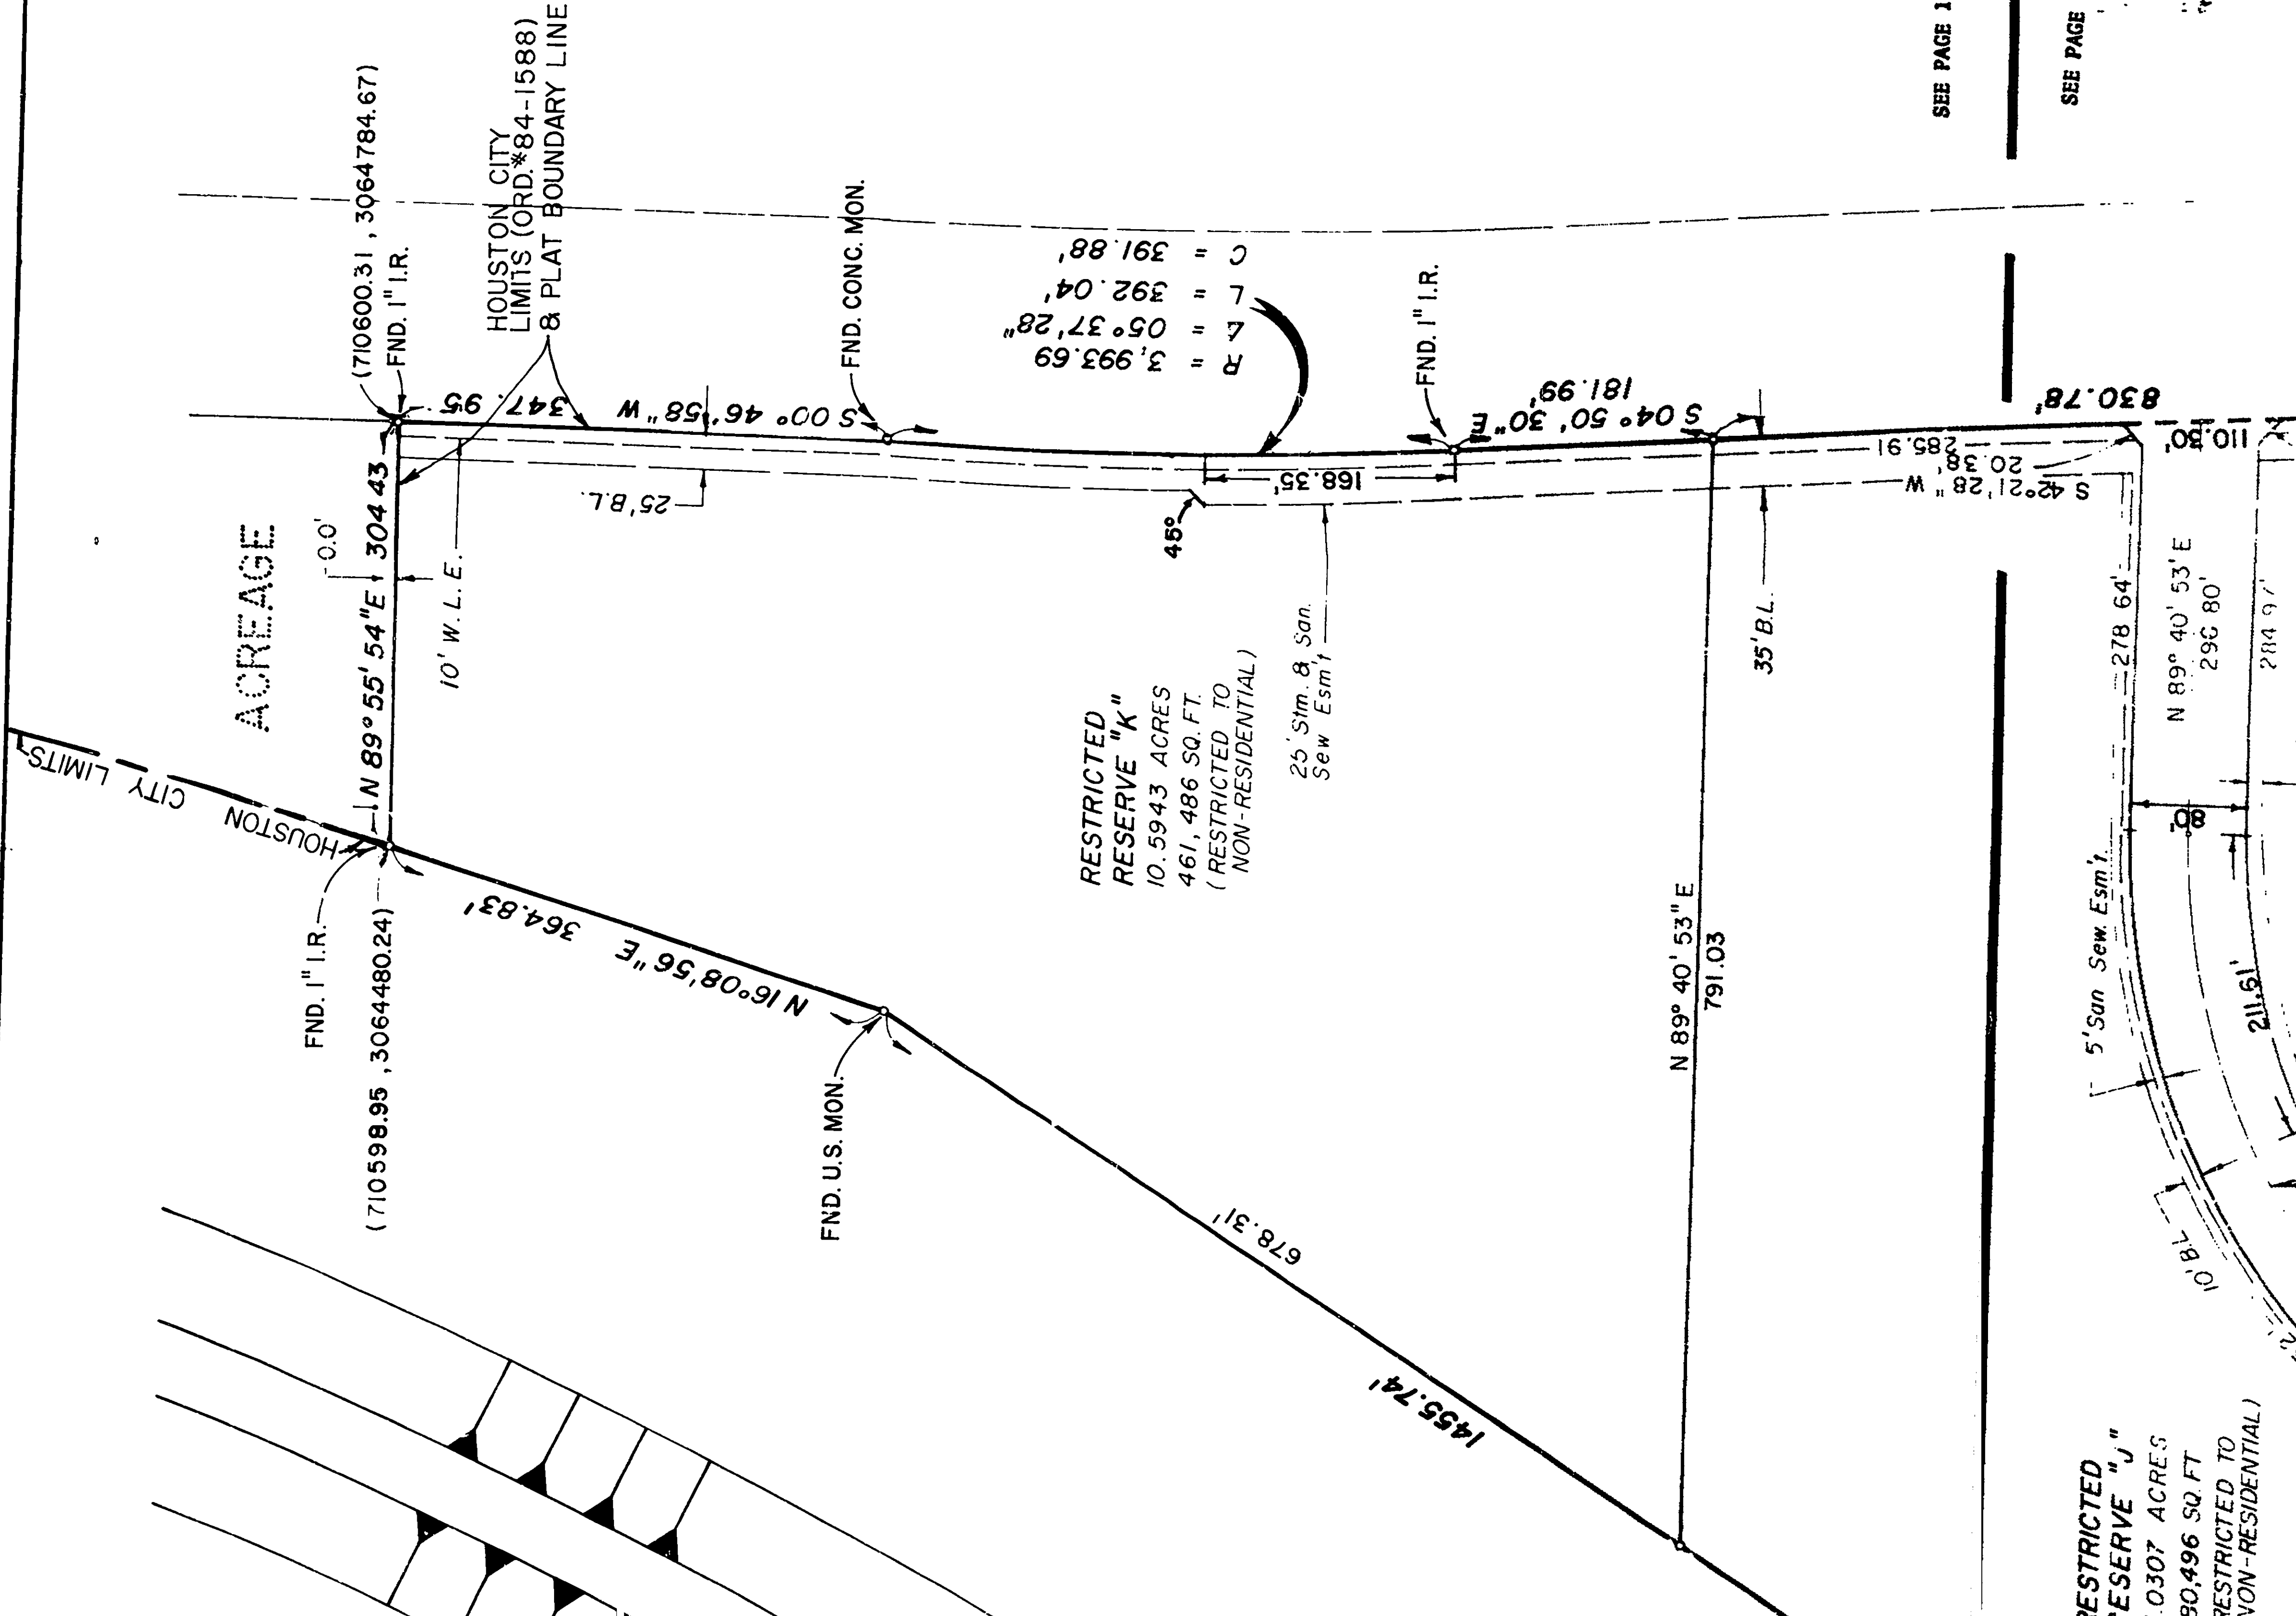 SEE PAGE 1
SEE PAGE
(710600.31 , 3064784.67)
FND. 1" I.R.
HOUSTON CITY
LIMITS (ORD.#84-1588)
& PLAT BOUNDARY LINE
FND. CONC. MON.
R = 3,993.69
Δ = 05°37'28"
L = 392.04'
C = 391.88'
FND. 1" I.R.
S 00° 46' 58" W 347.95
S 04° 50' 30" E
181.99'
830.78'
110.30'
285.91
20.38'
S 42°21'28" W
168.35'
45°
25' B.L.
ACREAGE
N 89° 55' 54" E 304.43
10' W.L.E.
RESTRICTED
RESERVE "K"
10.5943 ACRES
461,486 SQ. FT.
(RESTRICTED TO
NON-RESIDENTIAL)
25' Stm. & San.
Sew Esm't
35' B.L.
278 64'
N 89° 40' 53" E
284 97'
80'
HOUSTON CITY LIMITS
FND. 1" I.R.
(710598.95 , 3064480.24)
N 16°08'56" E 364.83'
FND. U.S. MON.
N 89° 40' 53" E
791.03
5' San Sew. Esm't.
211.61'
10' B.L.
678.31'
1455.74'
RESTRICTED
RESERVE "J"
.0307 ACRES
80,496 SQ. FT
RESTRICTED TO
NON-RESIDENTIAL)